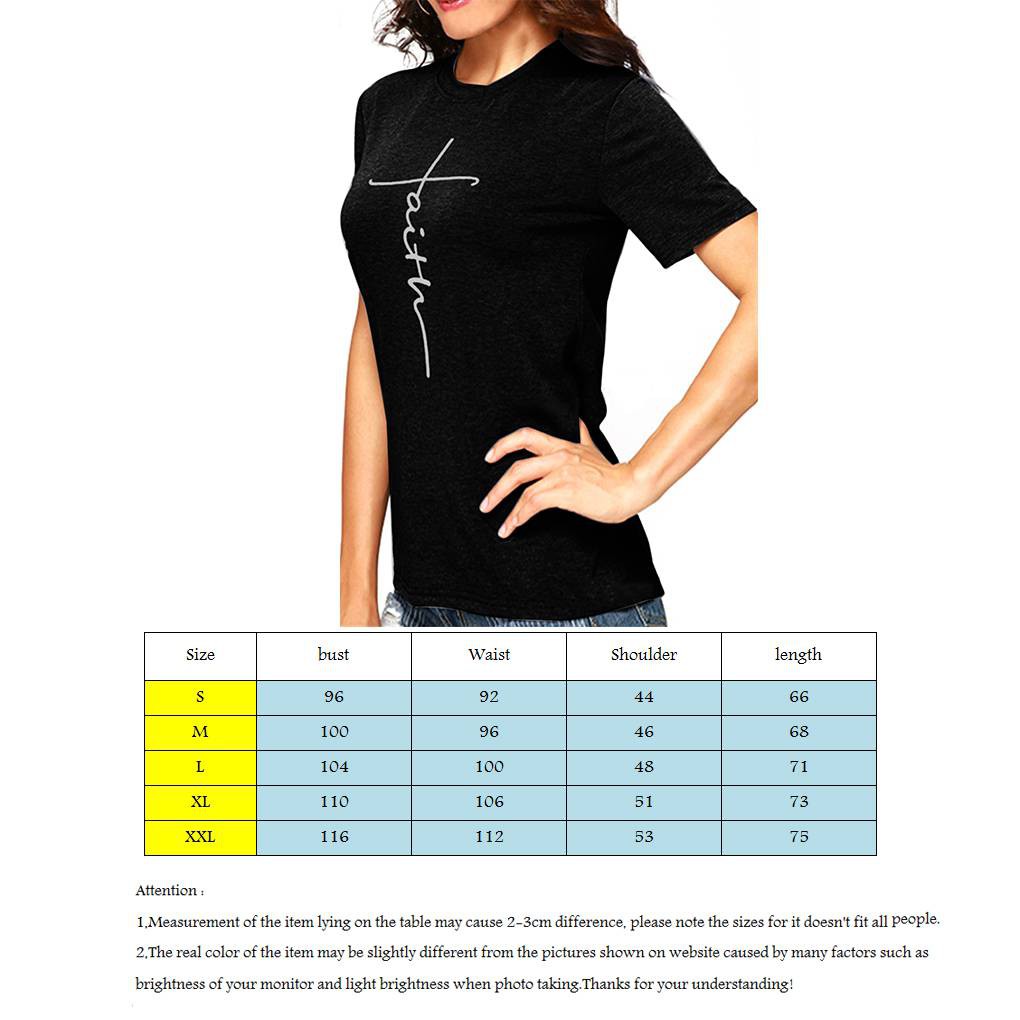 faith
Size bust Waist Shoulder length
S 96 92 44 66
M 100 96 46 68
L 104 100 48 71
XL 110 106 51 73
XXL 116 112 53 75
Attention :
1,Measurement of the item lying on the table may cause 2-3cm difference, please note the sizes for it doesn't fit all people.
2,The real color of the item may be slightly different from the pictures shown on website caused by many factors such as
brightness of your monitor and light brightness when photo taking.Thanks for your understanding!